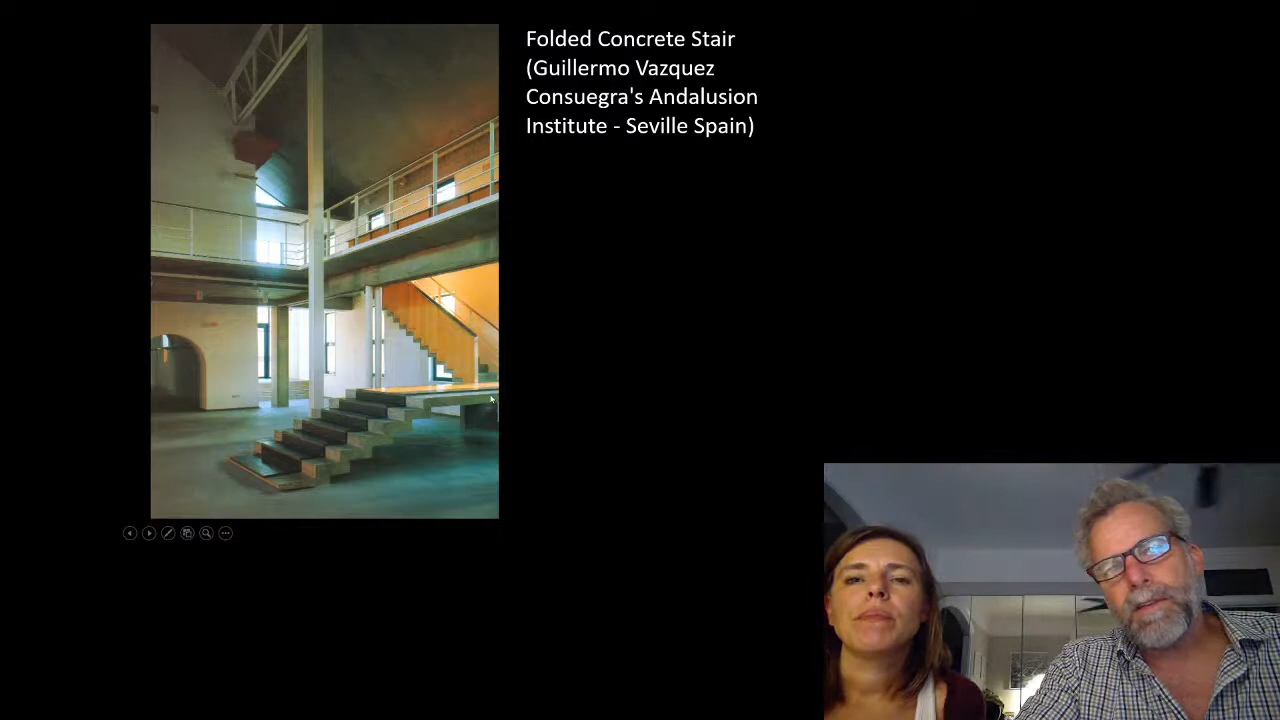 Folded Concrete Stair
(Guillermo Vazquez
Consuegra's Andalusion
Institute - Seville Spain)